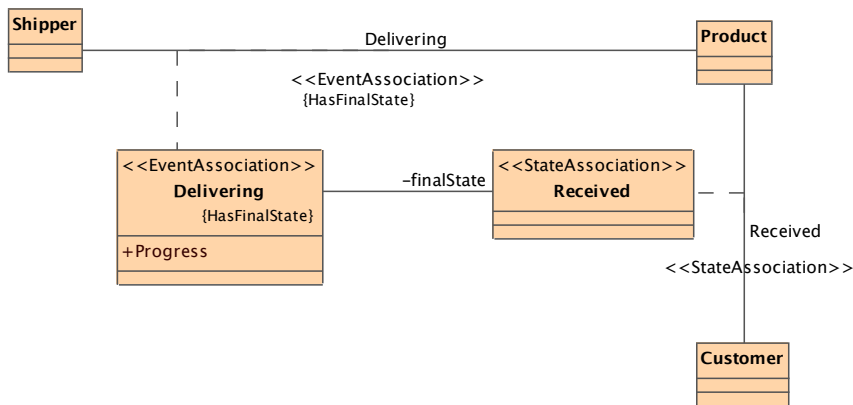 Shipper
Delivering
Product
<<EventAssociation>>
{HasFinalState}
<<EventAssociation>>
Delivering
{HasFinalState}
+Progress
-finalState
<<StateAssociation>>
Received
Received
<<StateAssociation>>
Customer